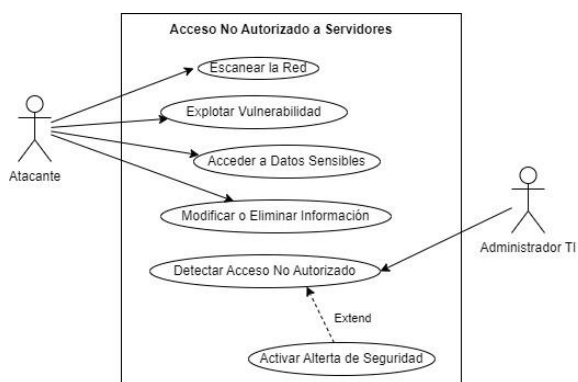 Acceso No Autorizado a Servidores
Escanear la Red
Explotar Vulnerabilidad
Atacante
Acceder a Datos Sensibles
Modificar o Eliminar Información
Administrador TI
Detectar Acceso No Autorizado
Extend
Activar Alterta de Seguridad